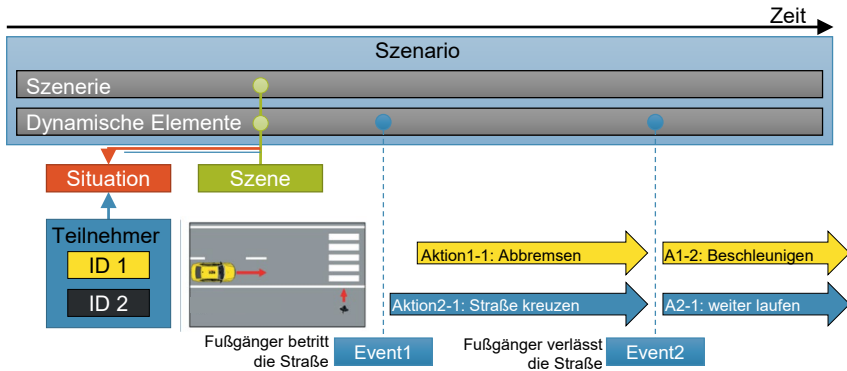 Zeit
Szenario
Szenerie
Dynamische Elemente
Situation
Szene
Teilnehmer
ID 1
ID 2
Aktion1-1: Abbremsen
A1-2: Beschleunigen
Aktion2-1: Straße kreuzen
A2-1: weiter laufen
Fußgänger betritt
die Straße
Event1
Fußgänger verlässt
die Straße
Event2